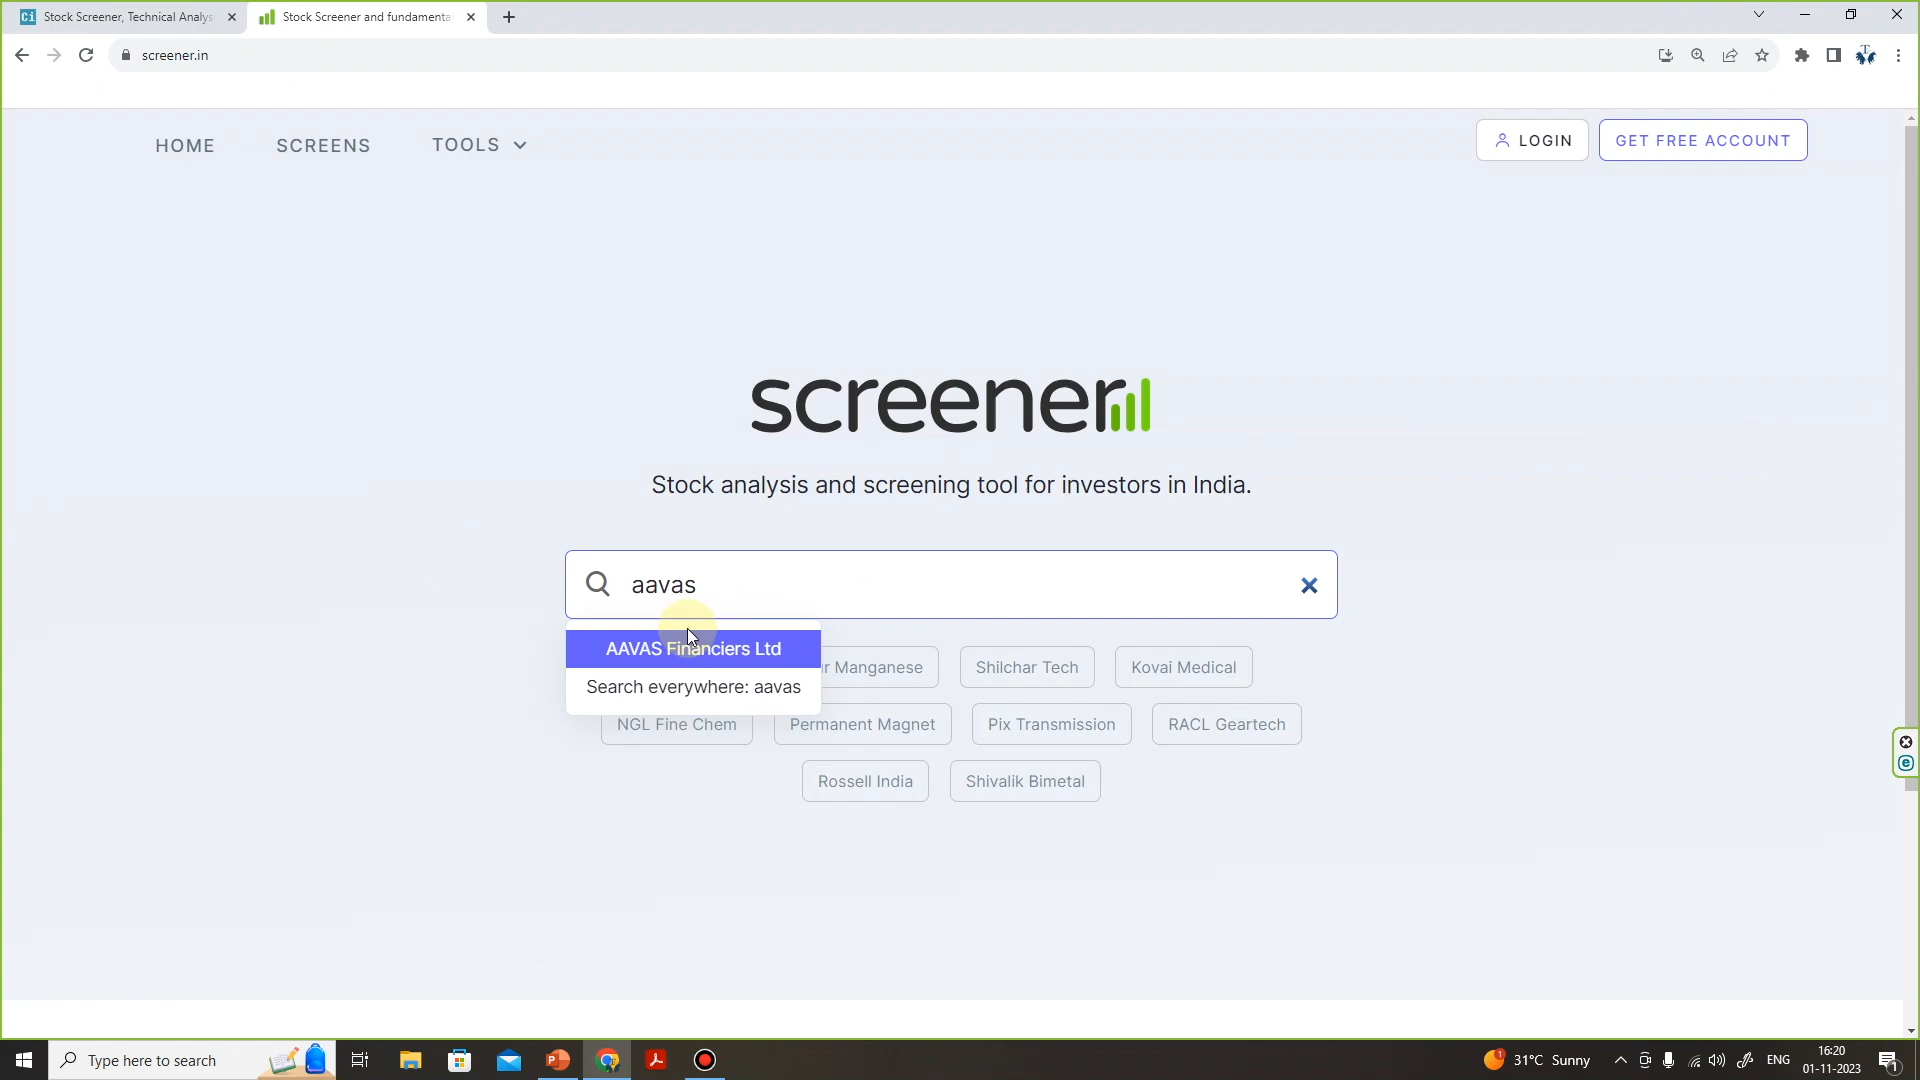 Stock Screener, Technical Analys
Stock Screener and fundamenta
screener.in
HOME
SCREENS
TOOLS
LOGIN
GET FREE ACCOUNT
screener
Stock analysis and screening tool for investors in India.
aavas
AAVAS Financiers Ltd
Search everywhere: aavas
r Manganese
Shilchar Tech
Kovai Medical
NGL Fine Chem
Permanent Magnet
Pix Transmission
RACL Geartech
Rossell India
Shivalik Bimetal
Type here to search
31°C Sunny
ENG
16:20
01-11-2023